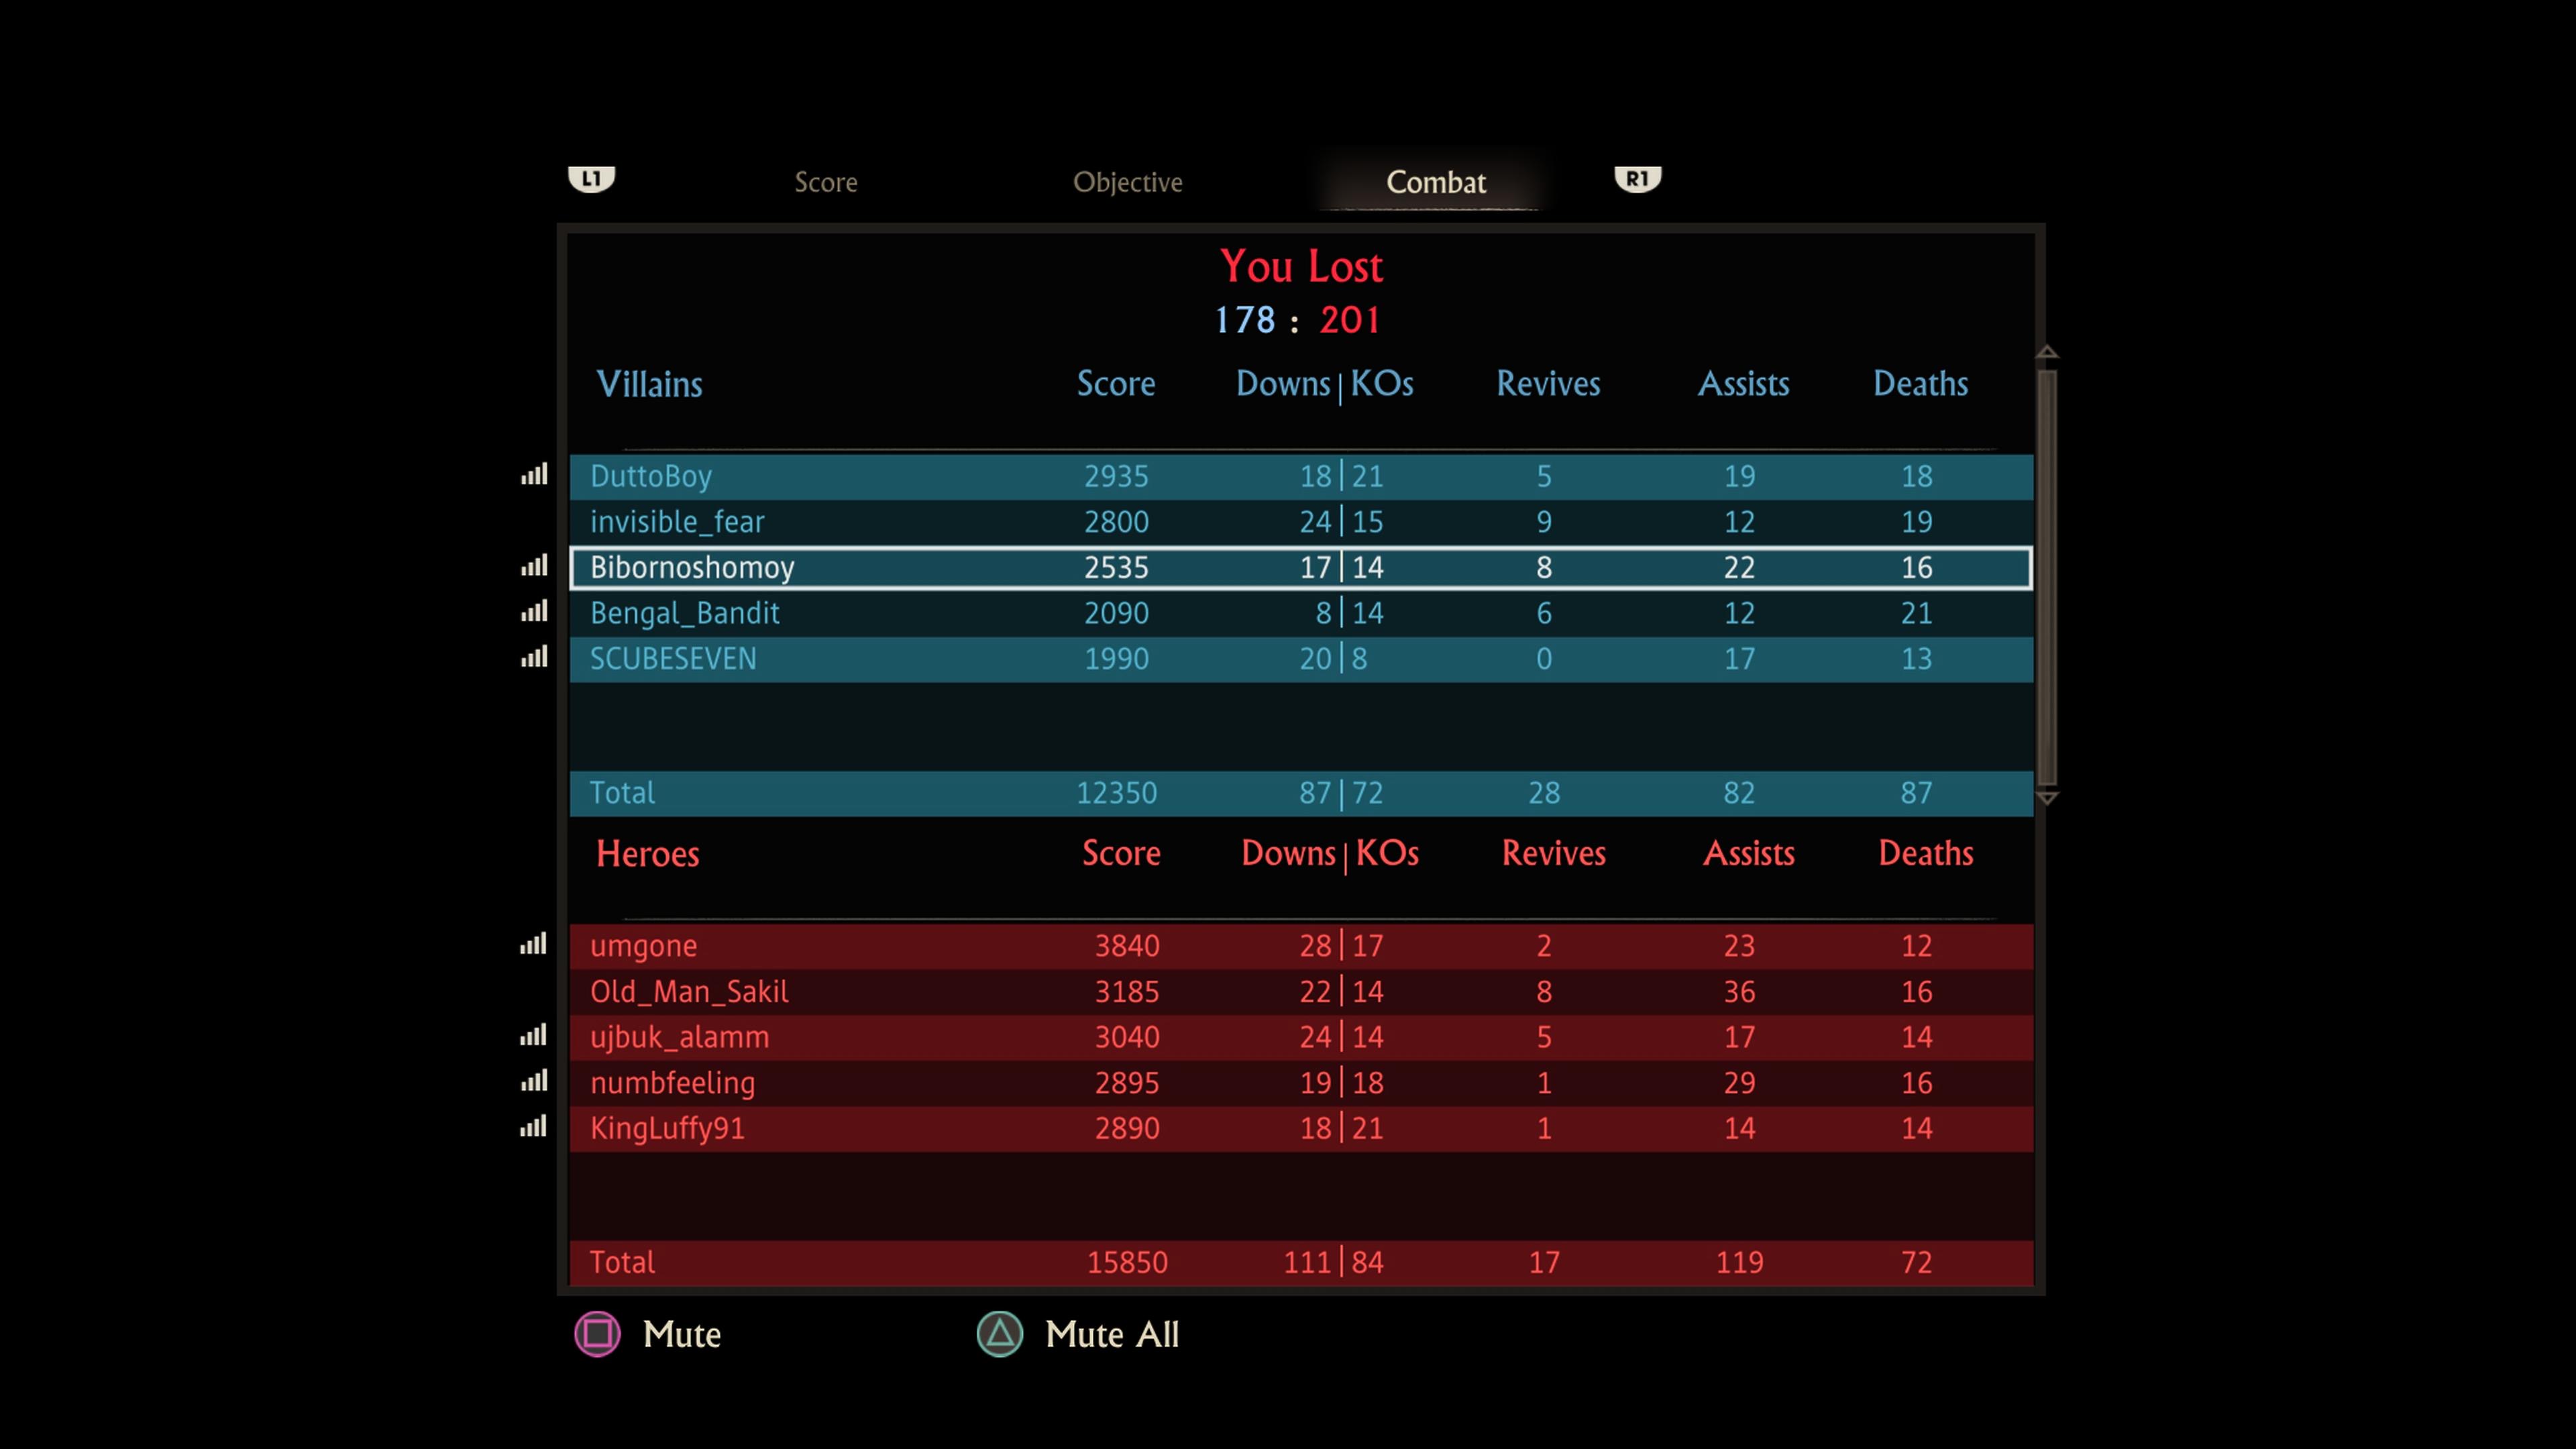 L1 Score Objective Combat R1
You Lost
178 : 201
Villains Score Downs | KOs Revives Assists Deaths
DuttoBoy 2935 18 | 21 5 19 18
invisible_fear 2800 24 | 15 9 12 19
Bibornoshomoy 2535 17 | 14 8 22 16
Bengal_Bandit 2090 8 | 14 6 12 21
SCUBESEVEN 1990 20 | 8 0 17 13
Total 12350 87 | 72 28 82 87
Heroes Score Downs | KOs Revives Assists Deaths
umgone 3840 28 | 17 2 23 12
Old_Man_Sakil 3185 22 | 14 8 36 16
ujbuk_alamm 3040 24 | 14 5 17 14
numbfeeling 2895 19 | 18 1 29 16
KingLuffy91 2890 18 | 21 1 14 14
Total 15850 111 | 84 17 119 72
Mute Mute All